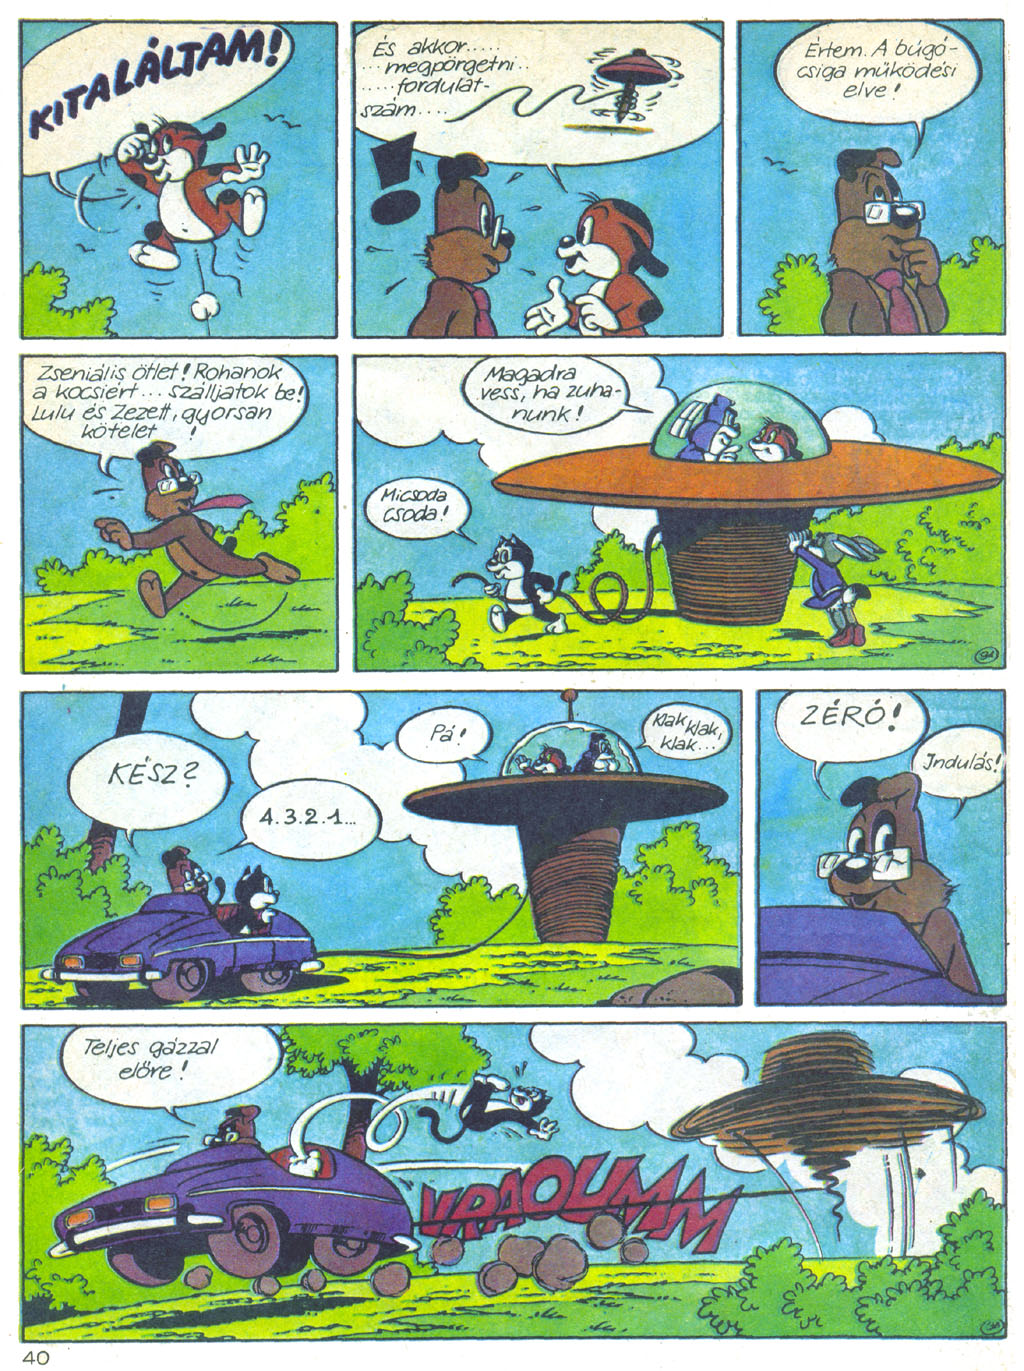 KITALÁLTAM!
És akkor.....
...megpörgetni..
.....fordulat-
szám....
Értem. A búgó-
csiga működési
elve!
Zseniális ötlet! Rohanok
a kocsiért... szálljatok be!
Lulu és Zezett, gyorsan
kötelet !
Magadra
vess, ha zuha-
nunk!
Micsoda
csoda!
KÉSZ?
4.3.2.1...
Pá!
Klak klak,
klak...
ZÉRÓ!
Indulás!
Teljes gázzal
előre!
VRAOUMM
40